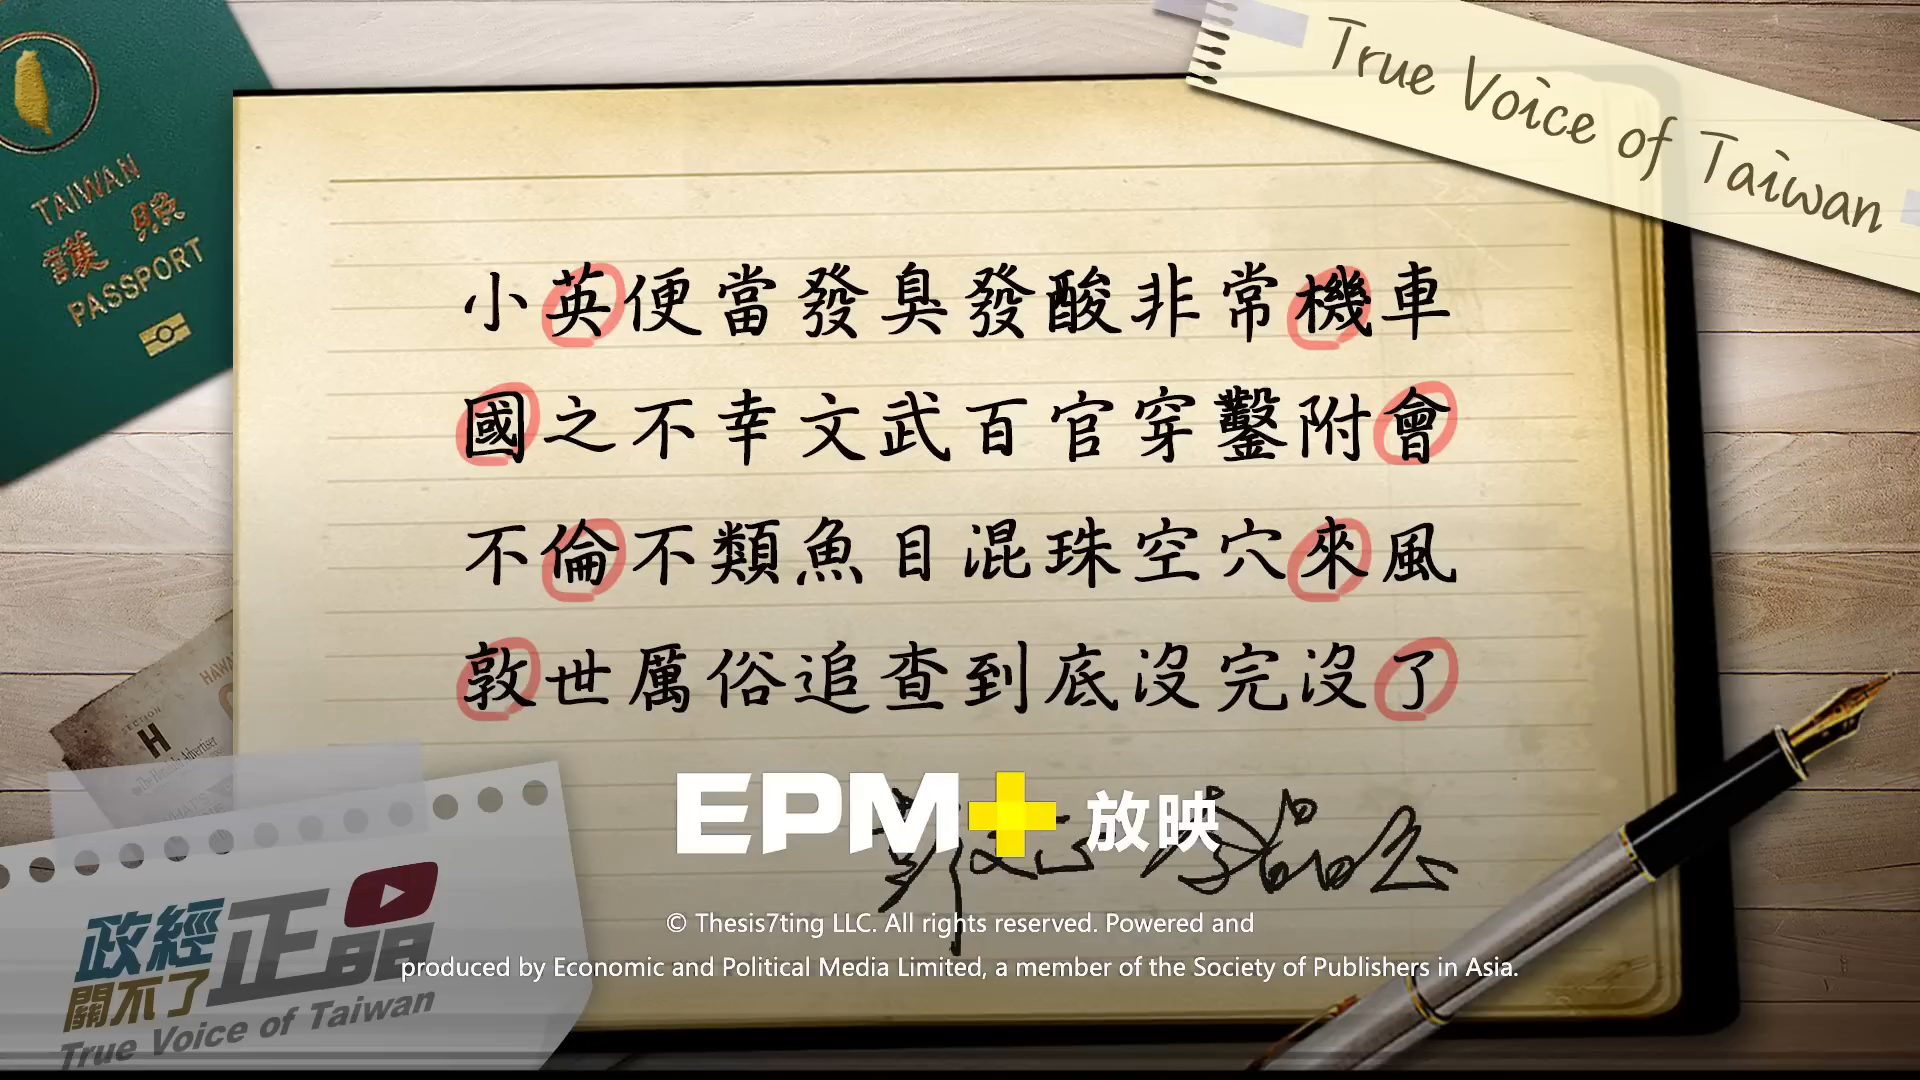 True Voice of Taiwan
TAIWAN
護照
PASSPORT
小英便當發臭發酸非常機車
國之不幸文武百官穿鑿附會
不倫不類魚目混珠空穴來風
敦世厲俗追查到底沒完沒了
SECTION
H
EPM+ 放映
© Thesis7ting LLC. All rights reserved. Powered and
produced by Economic and Political Media Limited, a member of the Society of Publishers in Asia.
政經
關不了
正晶
True Voice of Taiwan